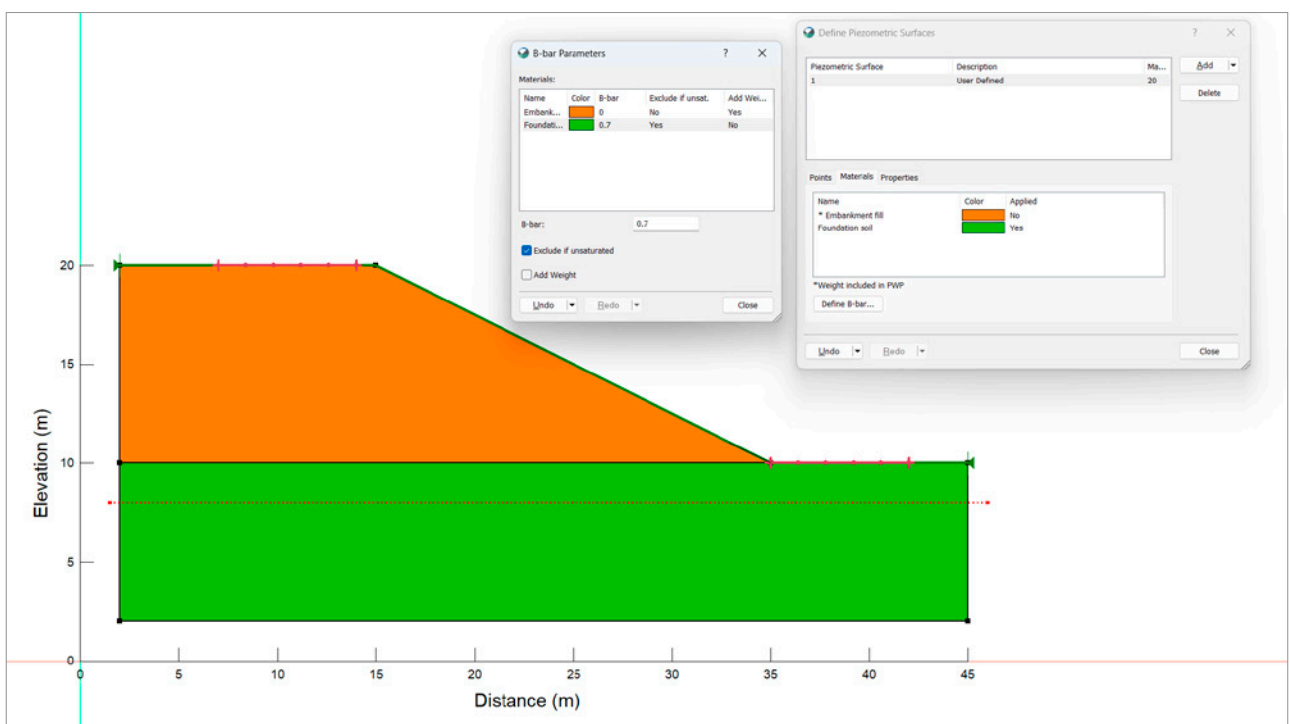 Define Piezometric Surfaces ? ×
Piezometric Surface Description Ma...
1 User Defined 20
Add
Delete
Points Materials Properties
Name Color Applied
* Embankment fill No
Foundation soil Yes
*Weight included in PWP
Define B-bar...
Undo Redo Close
B-bar Parameters ? ×
Materials:
Name Color B-bar Exclude if unsat. Add Wei...
Embank... 0 No Yes
Foundati... 0.7 Yes No
B-bar: 0.7
Exclude if unsaturated
Add Weight
Undo Redo Close
20
15
10
5
0
Elevation (m)
0 5 10 15 20 25 30 35 40 45
Distance (m)